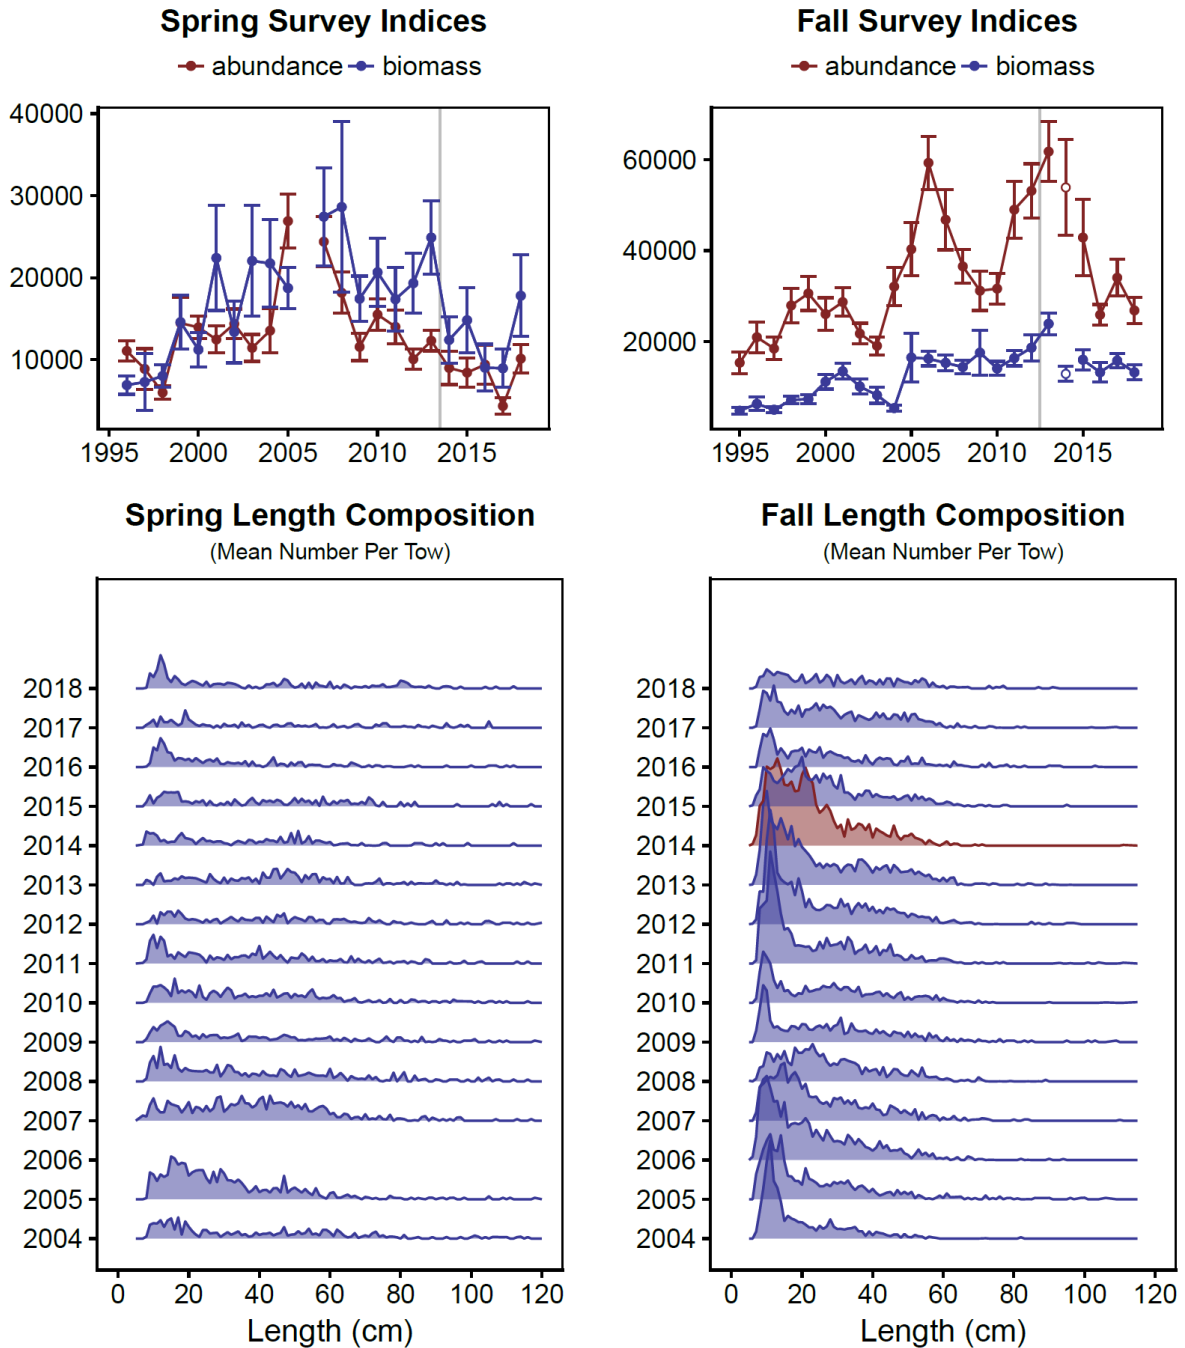 Spring Survey Indices
abundance biomass
40000
30000
20000
10000
1995 2000 2005 2010 2015
Fall Survey Indices
abundance biomass
60000
40000
20000
1995 2000 2005 2010 2015
Spring Length Composition
(Mean Number Per Tow)
2018
2017
2016
2015
2014
2013
2012
2011
2010
2009
2008
2007
2006
2005
2004
0 20 40 60 80 100 120
Length (cm)
Fall Length Composition
(Mean Number Per Tow)
2018
2017
2016
2015
2014
2013
2012
2011
2010
2009
2008
2007
2006
2005
2004
0 20 40 60 80 100 120
Length (cm)